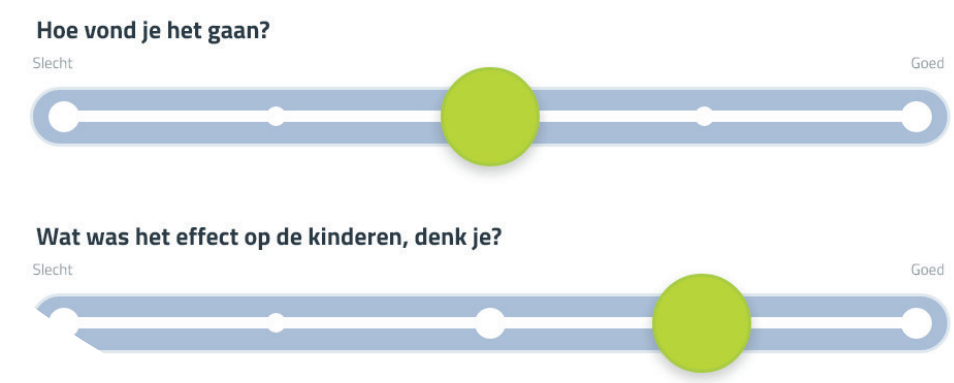 Hoe vond je het gaan?
Slecht Goed
Wat was het effect op de kinderen, denk je?
Slecht Goed